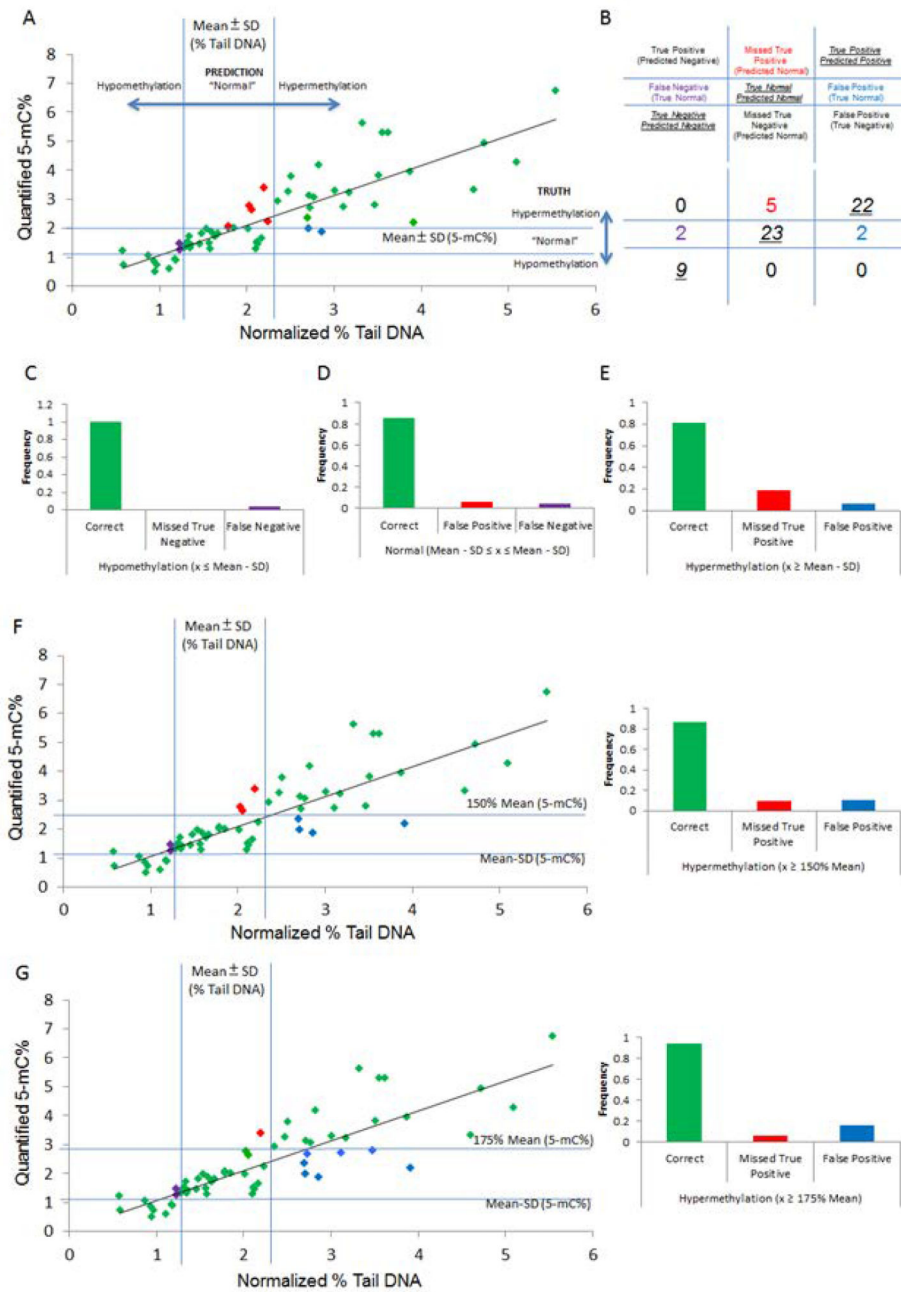 A
Mean ± SD
(% Tail DNA)
PREDICTION
Hypomethylation
"Normal"
Hypermethylation
Quantified 5-mC%
8
7
6
5
4
3
2
1
0
TRUTH
Hypermethylation
Mean ± SD (5-mC%)
"Normal"
Hypomethylation
0 1 2 3 4 5 6
Normalized % Tail DNA
B
True Positive
(Predicted Negative)
Missed True
Positive
(Predicted Normal)
True Positive
Predicted Positive
False Negative
(True Normal)
True Normal
Predicted Normal
False Positive
(True Normal)
True Negative
Predicted Negative
Missed True
Negative
(Predicted Normal)
False Positive
(True Negative)
0 5 22
2 23 2
9 0 0
C
Frequency
1.2
1
0.8
0.6
0.4
0.2
0
Correct
Missed True
Negative
False Negative
Hypomethylation (x ≤ Mean - SD)
D
Frequency
1
0.8
0.6
0.4
0.2
0
Correct
False Positive
False Negative
Normal (Mean - SD ≤ x ≤ Mean - SD)
E
Frequency
1
0.8
0.6
0.4
0.2
0
Correct
Missed True
Positive
False Positive
Hypermethylation (x ≥ Mean - SD)
F
Mean ± SD
(% Tail DNA)
Quantified 5-mC%
8
7
6
5
4
3
2
1
0
150% Mean (5-mC%)
Mean-SD (5-mC%)
0 1 2 3 4 5 6
Normalized % Tail DNA
Frequency
1
0.8
0.6
0.4
0.2
0
Correct
Missed True
Positive
False Positive
Hypermethylation (x ≥ 150% Mean)
G
Mean ± SD
(% Tail DNA)
Quantified 5-mC%
8
7
6
5
4
3
2
1
0
175% Mean (5-mC%)
Mean-SD (5-mC%)
0 1 2 3 4 5 6
Normalized % Tail DNA
Frequency
1
0.8
0.6
0.4
0.2
0
Correct
Missed True
Positive
False Positive
Hypermethylation (x ≥ 175% Mean)